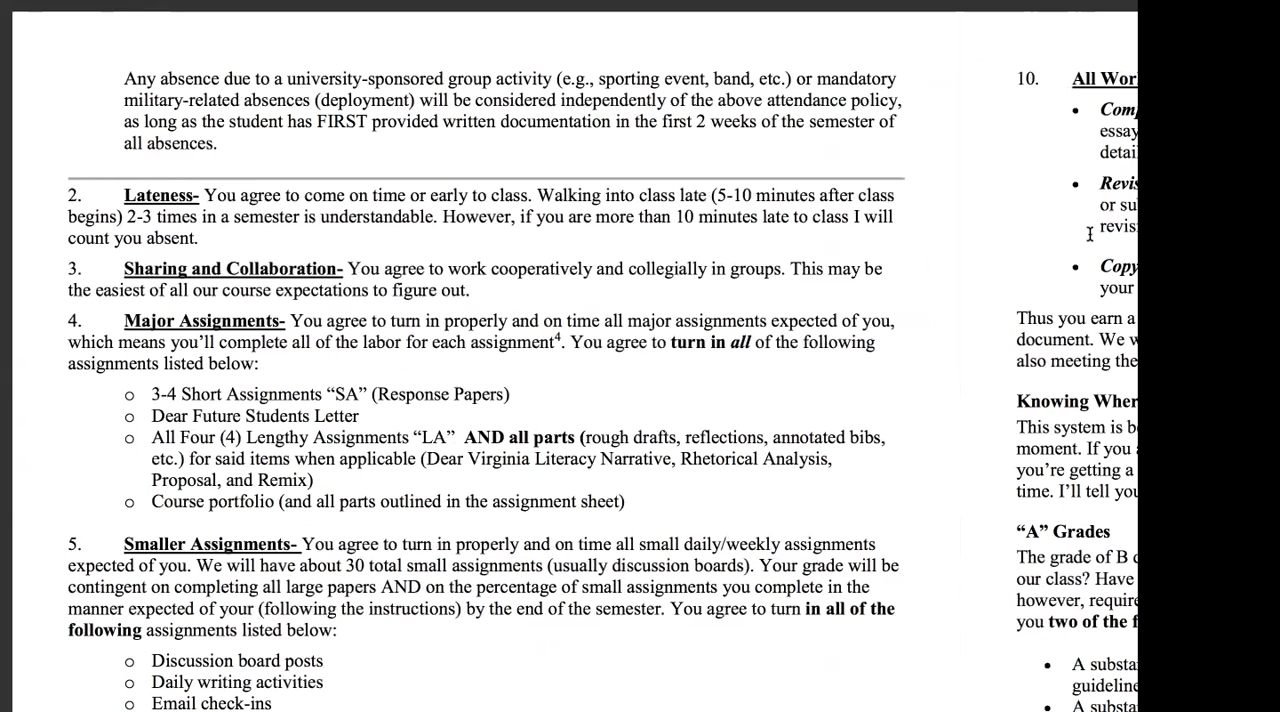 Any absence due to a university-sponsored group activity (e.g., sporting event, band, etc.) or mandatory
military-related absences (deployment) will be considered independently of the above attendance policy,
as long as the student has FIRST provided written documentation in the first 2 weeks of the semester of
all absences.
2. Lateness- You agree to come on time or early to class. Walking into class late (5-10 minutes after class
begins) 2-3 times in a semester is understandable. However, if you are more than 10 minutes late to class I will
count you absent.
3. Sharing and Collaboration- You agree to work cooperatively and collegially in groups. This may be
the easiest of all our course expectations to figure out.
4. Major Assignments- You agree to turn in properly and on time all major assignments expected of you,
which means you’ll complete all of the labor for each assignment⁴. You agree to turn in all of the following
assignments listed below:
o 3-4 Short Assignments “SA” (Response Papers)
o Dear Future Students Letter
o All Four (4) Lengthy Assignments “LA” AND all parts (rough drafts, reflections, annotated bibs,
etc.) for said items when applicable (Dear Virginia Literacy Narrative, Rhetorical Analysis,
Proposal, and Remix)
o Course portfolio (and all parts outlined in the assignment sheet)
5. Smaller Assignments- You agree to turn in properly and on time all small daily/weekly assignments
expected of you. We will have about 30 total small assignments (usually discussion boards). Your grade will be
contingent on completing all large papers AND on the percentage of small assignments you complete in the
manner expected of your (following the instructions) by the end of the semester. You agree to turn in all of the
following assignments listed below:
o Discussion board posts
o Daily writing activities
o Email check-ins
10. All
essay
or
your
Thus you earn a
document. We
also meeting the
Knowing
This system is
moment. If you
you’re getting a
time. I’ll tell
“A” Grades
The grade of B
our class? Have
however,
you two of the
• A
• A